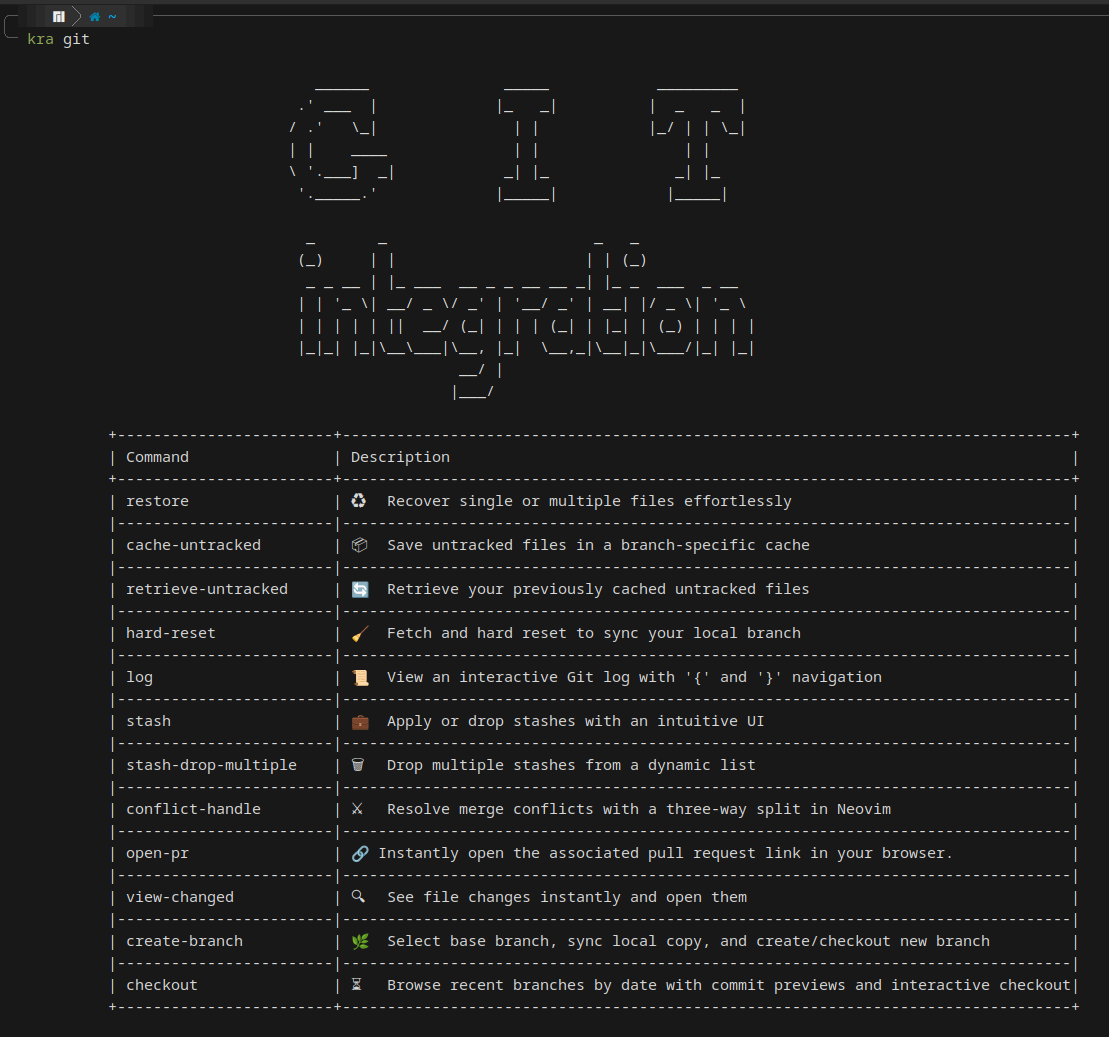 ~
kra git
GIT
integration
Command Description
restore ♻ Recover single or multiple files effortlessly
cache-untracked 📦 Save untracked files in a branch-specific cache
retrieve-untracked 🔄 Retrieve your previously cached untracked files
hard-reset 🧹 Fetch and hard reset to sync your local branch
log 📜 View an interactive Git log with '{' and '}' navigation
stash 💼 Apply or drop stashes with an intuitive UI
stash-drop-multiple 🗑 Drop multiple stashes from a dynamic list
conflict-handle ⚔ Resolve merge conflicts with a three-way split in Neovim
open-pr 🔗 Instantly open the associated pull request link in your browser.
view-changed 🔍 See file changes instantly and open them
create-branch 🌿 Select base branch, sync local copy, and create/checkout new branch
checkout ⏳ Browse recent branches by date with commit previews and interactive checkout